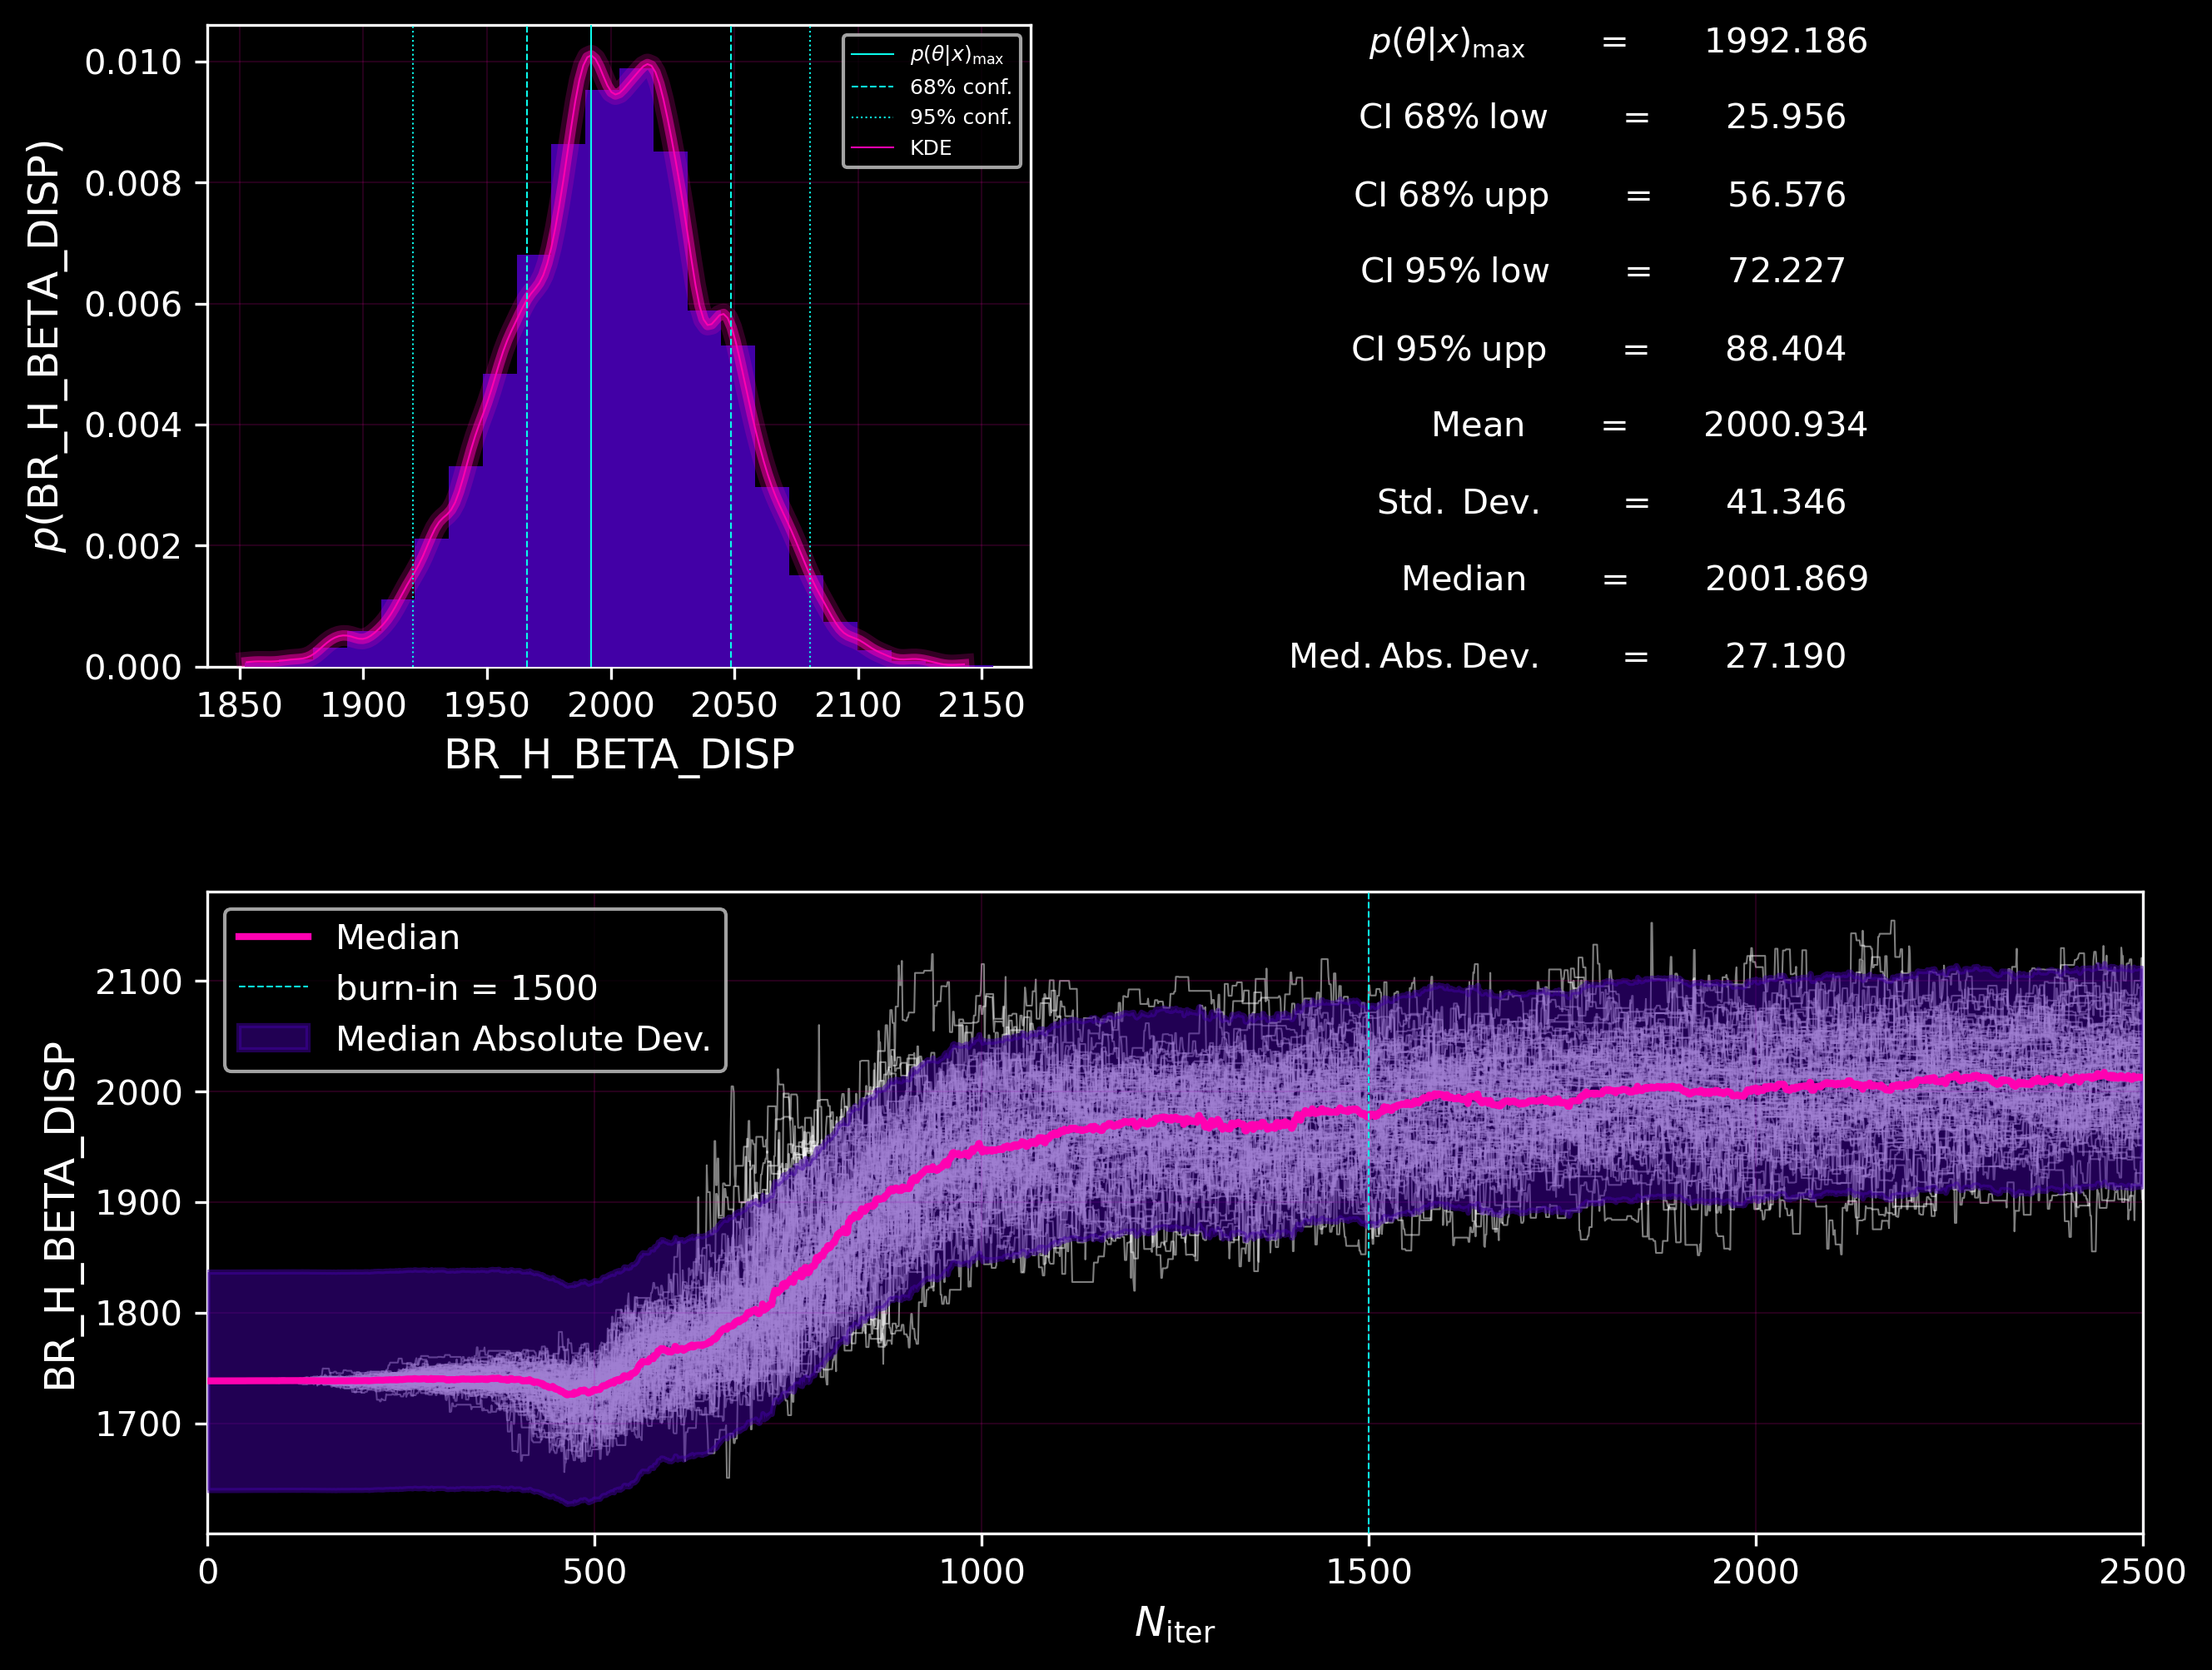 p(θ|x)max
68% conf.
95% conf.
KDE
0.010
0.008
0.006
0.004
0.002
0.000
p(BR_H_BETA_DISP)
1850 1900 1950 2000 2050 2100 2150
BR_H_BETA_DISP
p(θ|x)max = 1992.186
CI 68% low = 25.956
CI 68% upp = 56.576
CI 95% low = 72.227
CI 95% upp = 88.404
Mean = 2000.934
Std. Dev. = 41.346
Median = 2001.869
Med. Abs. Dev. = 27.190
Median
burn-in = 1500
Median Absolute Dev.
2100
2000
1900
1800
1700
BR_H_BETA_DISP
0 500 1000 1500 2000 2500
Niter